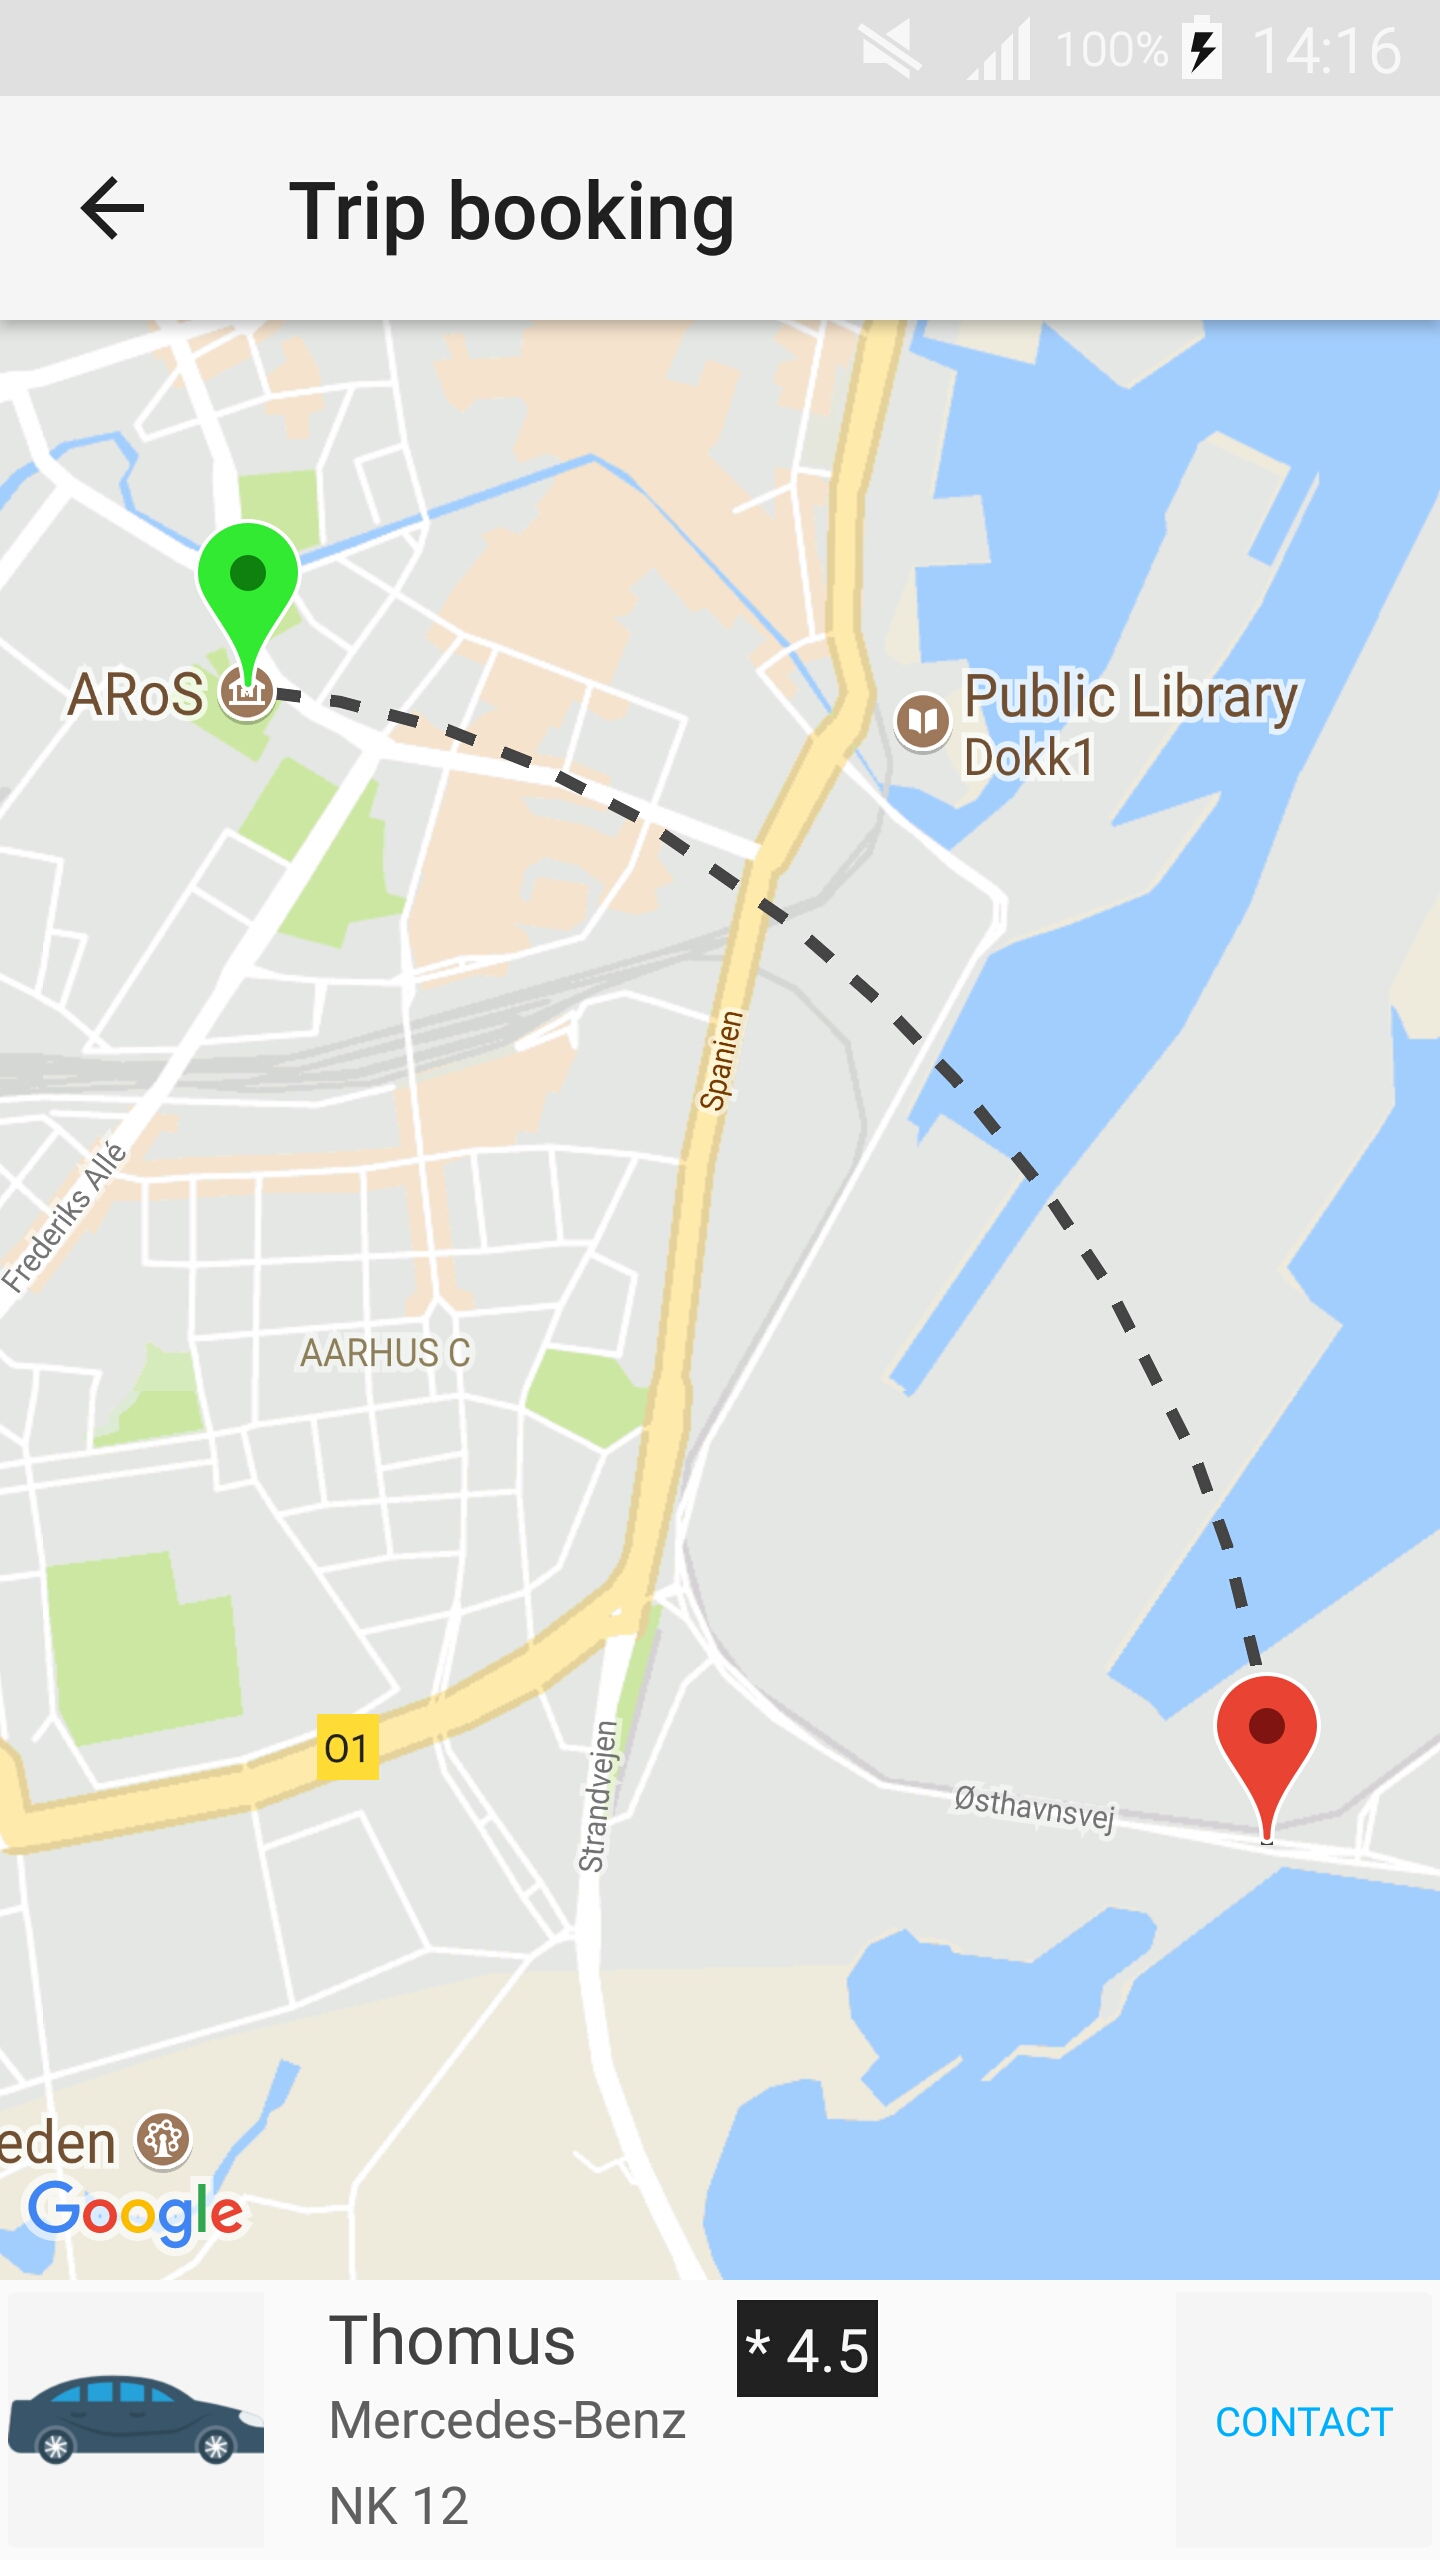 100% 14:16
Trip booking
ARoS
Public Library
Dokk1
Spanien
Frederiks Allé
AARHUS C
01
Strandvejen
Østhavnsvej
eden
Google
Thomus
* 4.5
Mercedes-Benz
CONTACT
NK 12